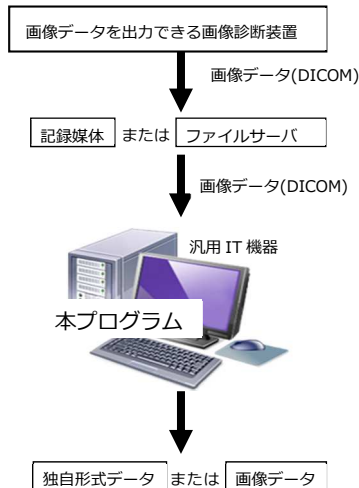 画像データを出力できる画像診断装置
画像データ(DICOM)
記録媒体 または ファイルサーバ
画像データ(DICOM)
汎用 IT 機器
本プログラム
独自形式データ または 画像データ